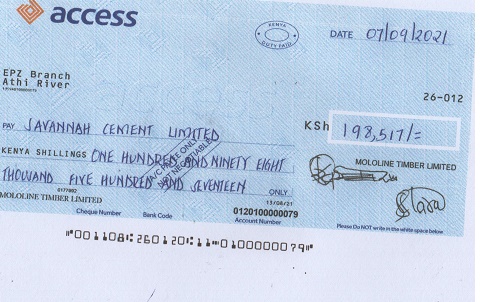 access
KENYA
DUTY PAID
DATE 07/09/2021
EPZ Branch
Athi River
26-012
PAY SAVANNAH CEMENT LIMITED
KSh 198,517/=
A/C PAYEE ONLY
NOT NEGOTIABLE
KENYA SHILLINGS ONE HUNDRED AND NINETY EIGHT
THOUSAND FIVE HUNDRED AND SEVENTEEN ONLY
MOLOLINE TIMBER LIMITED
0177992
13/08/21
MOLOLINE TIMBER LIMITED
Cheque Number Bank Code 0120100000079
Account Number
Please Do NOT write in the white space below
"001108: 260120: 11 01000000079"